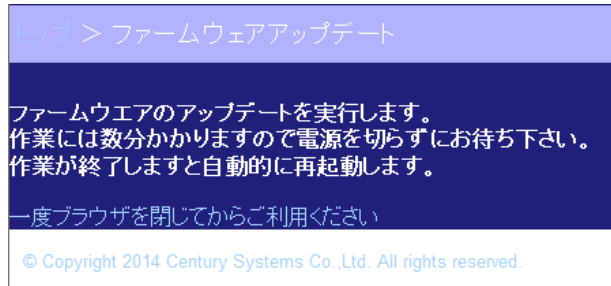 トップ > ファームウェアアップデート
ファームウエアのアップデートを実行します。
作業には数分かかりますので電源を切らずにお待ち下さい。
作業が終了しますと自動的に再起動します。
一度ブラウザを閉じてからご利用ください
© Copyright 2014 Century Systems Co.,Ltd. All rights reserved.